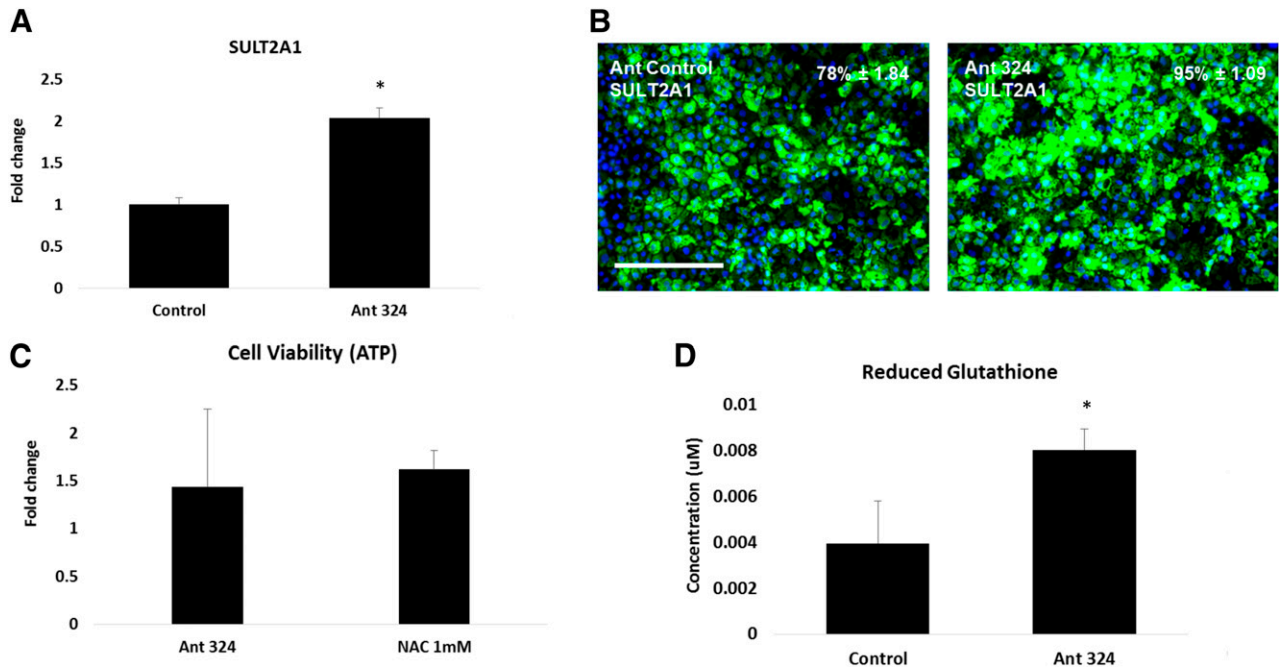 A
SULT2A1
2.5
2
1.5
1
0.5
0
Fold change
*
Control
Ant 324
B
Ant Control
SULT2A1
78% ± 1.84
Ant 324
SULT2A1
95% ± 1.09
C
Cell Viability (ATP)
2.5
2
1.5
1
0.5
0
Fold change
Ant 324
NAC 1mM
D
Reduced Glutathione
0.01
0.008
0.006
0.004
0.002
0
Concentration (uM)
*
Control
Ant 324